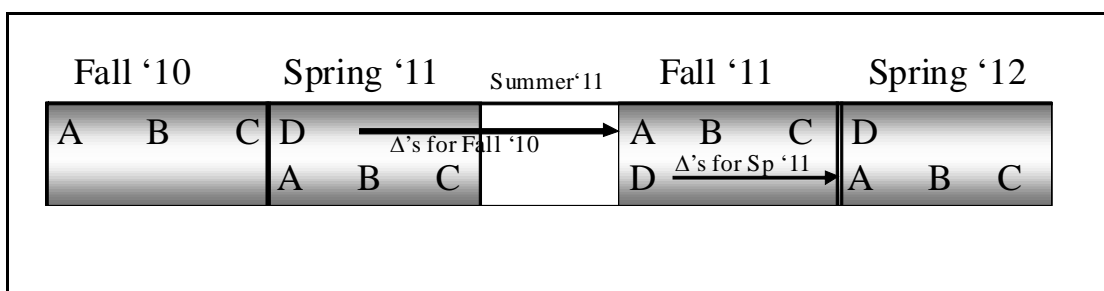 Fall ‘10 Spring ‘11 Summer‘11 Fall ‘11 Spring ‘12
A B C D A B C D
Δ’s for Fall ‘10
A B C D Δ’s for Sp ‘11 A B C